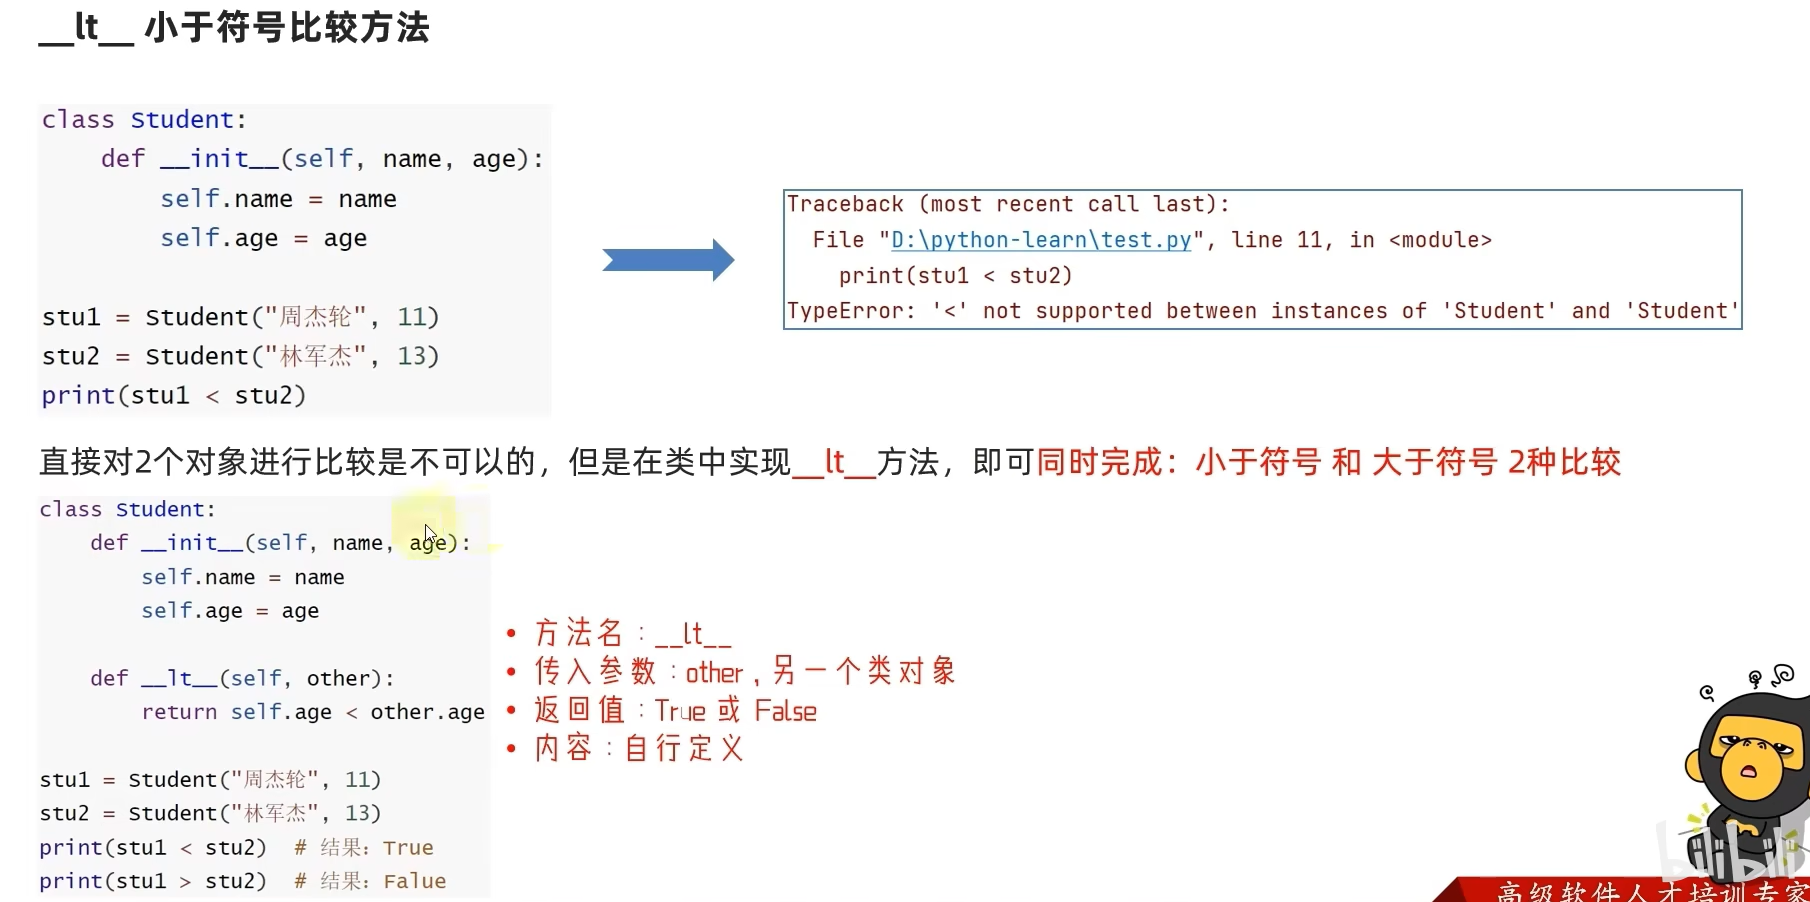 __lt__ 小于符号比较方法
class Student:
    def __init__(self, name, age):
        self.name = name
        self.age = age
stu1 = Student("周杰轮", 11)
stu2 = Student("林军杰", 13)
print(stu1 < stu2)
Traceback (most recent call last):
  File "D:\python-learn\test.py", line 11, in <module>
    print(stu1 < stu2)
TypeError: '<' not supported between instances of 'Student' and 'Student'
直接对2个对象进行比较是不可以的，但是在类中实现__lt__方法，即可同时完成：小于符号 和 大于符号 2种比较
class Student:
    def __init__(self, name, age):
        self.name = name
        self.age = age
    def __lt__(self, other):
        return self.age < other.age
stu1 = Student("周杰轮", 11)
stu2 = Student("林军杰", 13)
print(stu1 < stu2)  # 结果：True
print(stu1 > stu2)  # 结果：Falue
• 方法名：__lt__
• 传入参数：other，另一个类对象
• 返回值：True 或 False
• 内容：自行定义
bilibili
高级软件人才培训专家